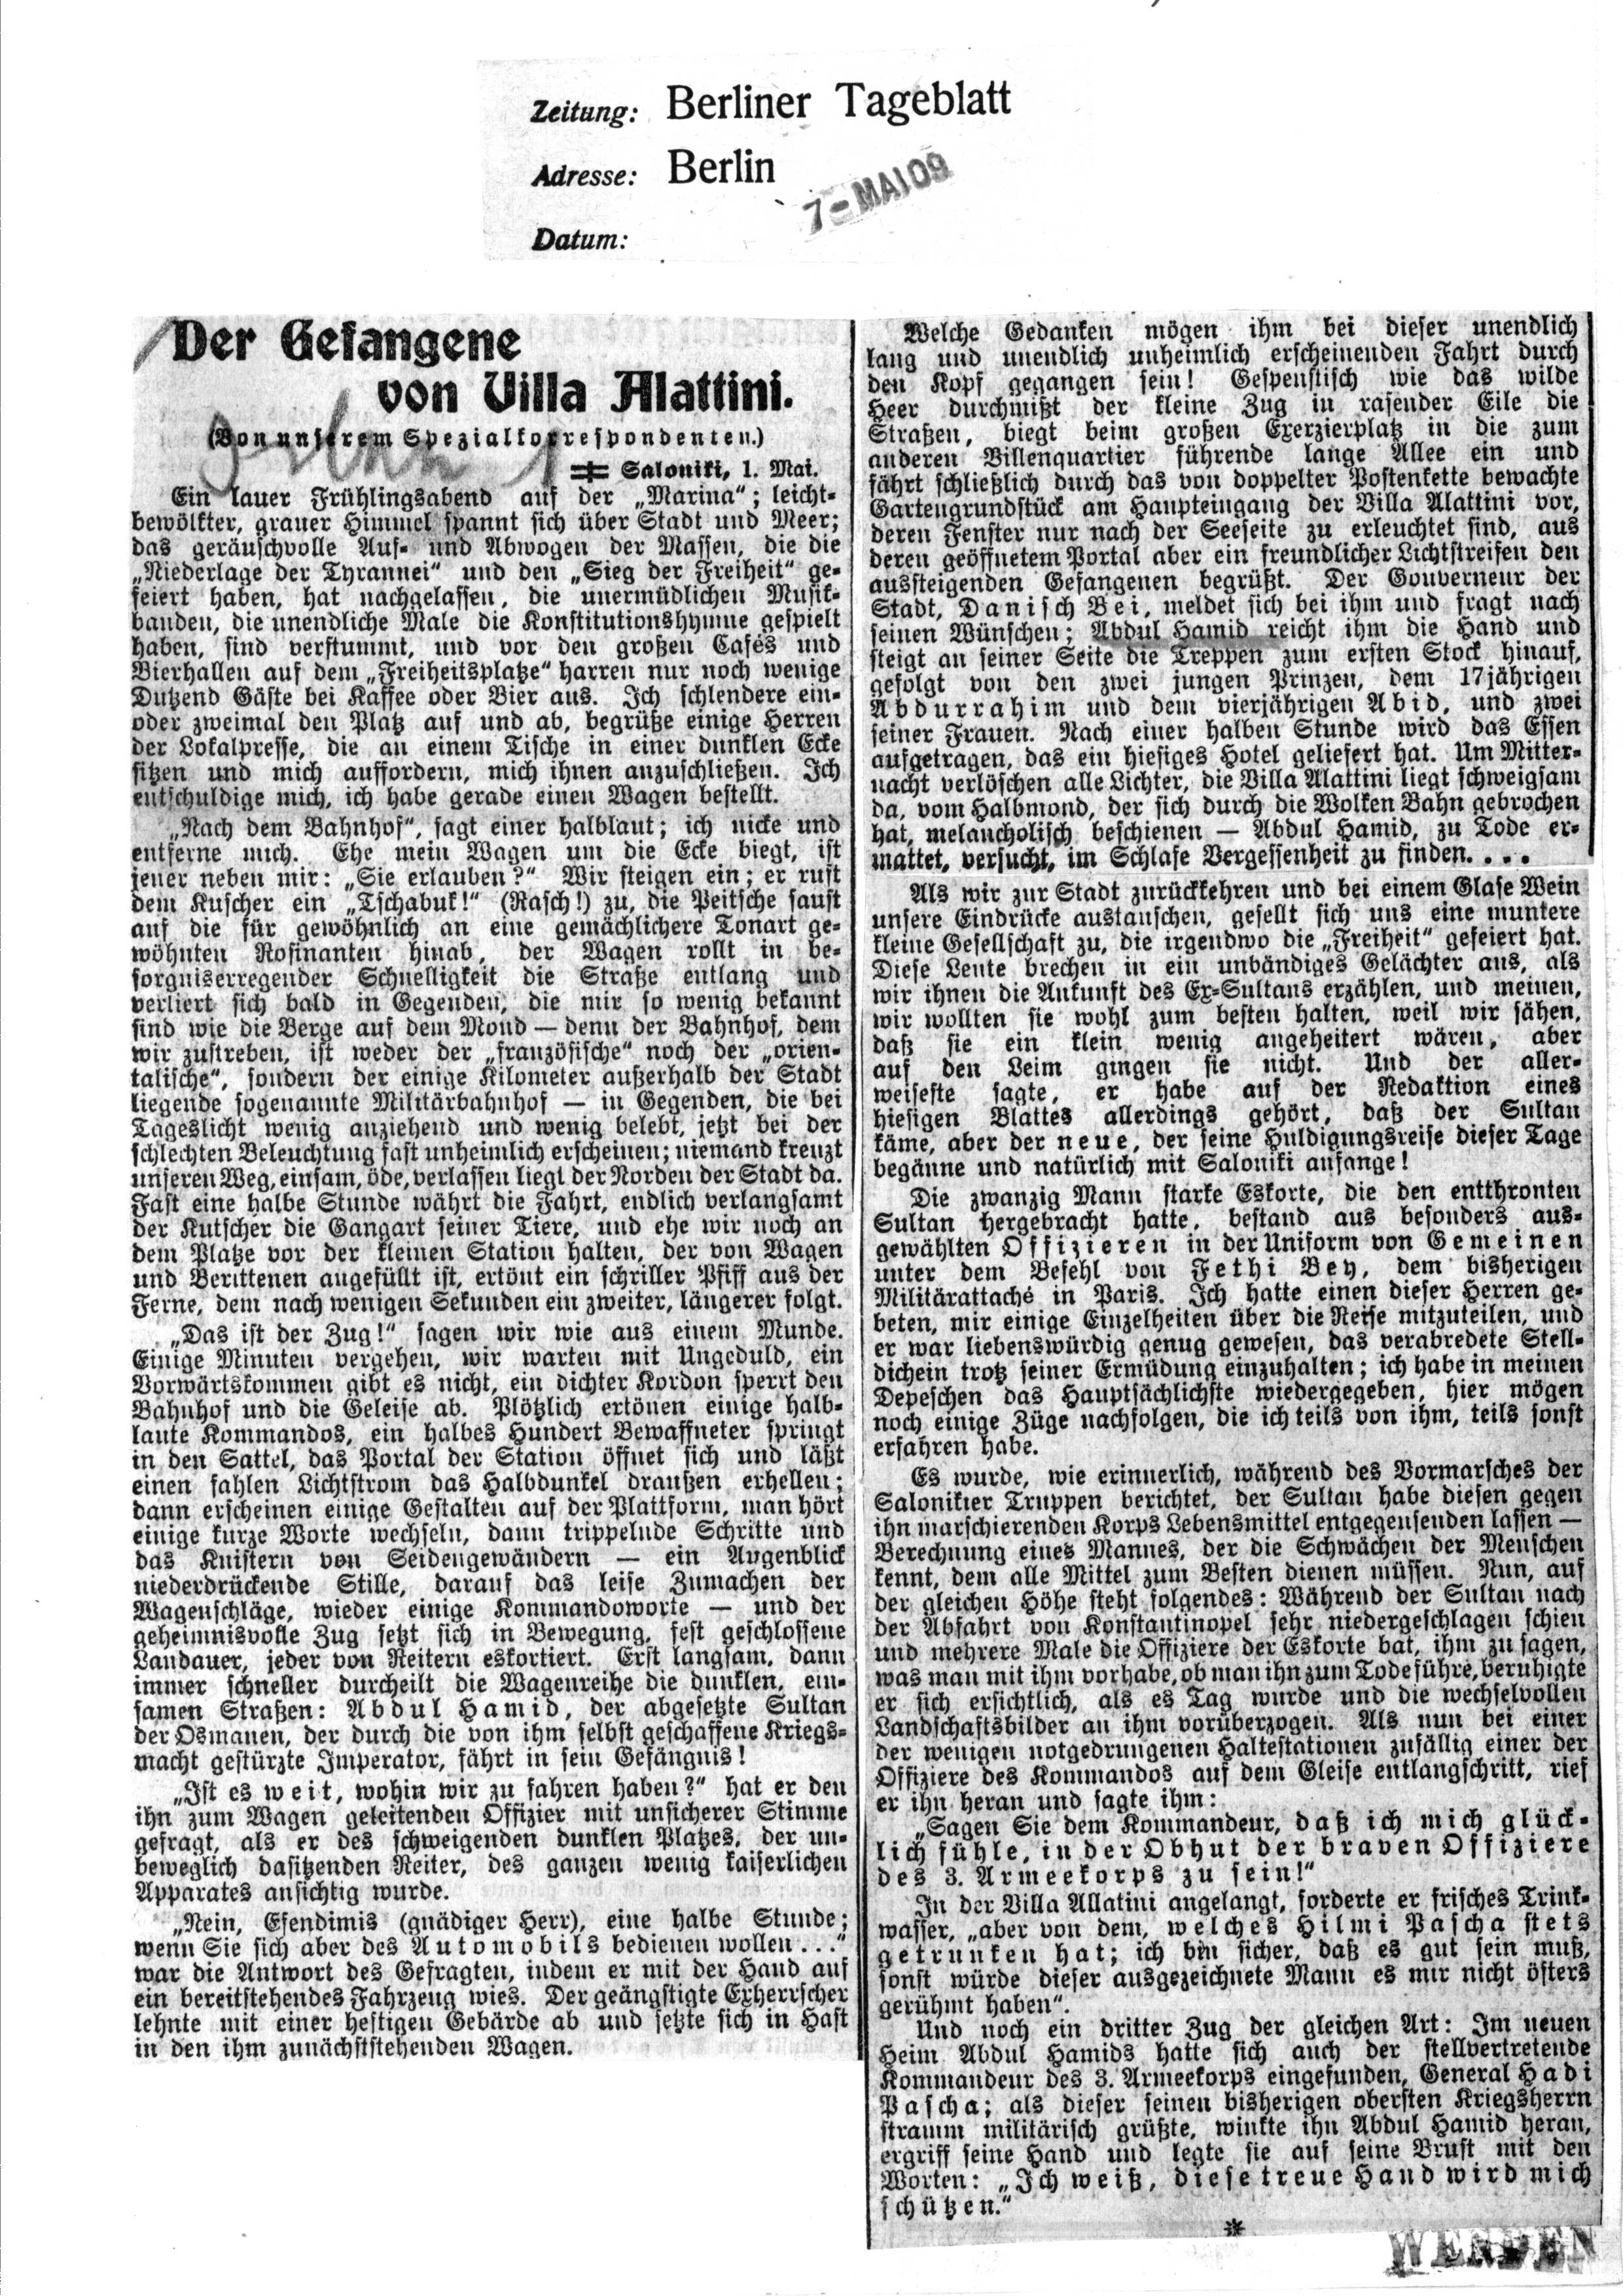 Zeitung: Berliner Tageblatt
Adresse: Berlin
7-MAI09
Datum:
Der Gefangene
von Villa Alattini.
(Von unserem Spezialkorrespondenten.)
Saloniki, 1. Mai.
Ein lauer Frühlingsabend auf der „Marina“; leicht-
bewölkter, grauer Himmel spannt sich über Stadt und Meer;
das geräuschvolle Auf- und Abwogen der Massen, die die
„Niederlage der Tyrannei“ und den „Sieg der Freiheit“ ge-
feiert haben, hat nachgelassen, die unermüdlichen Musik-
banden, die unendliche Male die Konstitutionshymne gespielt
haben, sind verstummt, und vor den großen Cafés und
Bierhallen auf dem „Freiheitsplatze“ harren nur noch wenige
Dutzend Gäste bei Kaffee oder Bier aus. Ich schlendere ein-
oder zweimal den Platz auf und ab, begrüße einige Herren
der Lokalpresse, die an einem Tische in einer dunklen Ecke
sitzen und mich auffordern, mich ihnen anzuschließen. Ich
entschuldige mich, ich habe gerade einen Wagen bestellt.
„Nach dem Bahnhof“, sagt einer halblaut; ich nicke und
entferne mich. Ehe mein Wagen um die Ecke biegt, ist
jener neben mir: „Sie erlauben?“ Wir steigen ein; er ruft
dem Kuscher ein „Tschabuk!“ (Rasch!) zu, die Peitsche saust
auf die für gewöhnlich an eine gemächlichere Tonart ge-
wöhnten Rosinanten hinab, der Wagen rollt in be-
sorgniserregender Schnelligkeit die Straße entlang und
verliert sich bald in Gegenden, die mir so wenig bekannt
sind wie die Berge auf dem Mond — denn der Bahnhof, dem
wir zustreben, ist weder der „französische“ noch der „orien-
talische“, sondern der einige Kilometer außerhalb der Stadt
liegende sogenannte Militärbahnhof — in Gegenden, die bei
Tageslicht wenig anziehend und wenig belebt, jetzt bei der
schlechten Beleuchtung fast unheimlich erscheinen; niemand kreuzt
unseren Weg, einsam, öde, verlassen liegt der Norden der Stadt da.
Fast eine halbe Stunde währt die Fahrt, endlich verlangsamt
der Kutscher die Gangart seiner Tiere, und ehe wir noch an
dem Platze vor der kleinen Station halten, der von Wagen
und Berittenen angefüllt ist, ertönt ein schriller Pfiff aus der
Ferne, dem nach wenigen Sekunden ein zweiter, längerer folgt.
„Das ist der Zug!“ sagen wir wie aus einem Munde.
Einige Minuten vergehen, wir warten mit Ungeduld, ein
Vorwärtskommen gibt es nicht, ein dichter Kordon sperrt den
Bahnhof und die Geleise ab. Plötzlich ertönen einige halb-
laute Kommandos, ein halbes Hundert Bewaffneter springt
in den Sattel, das Portal der Station öffnet sich und läßt
einen fahlen Lichtstrom das Halbdunkel draußen erhellen;
dann erscheinen einige Gestalten auf der Plattform, man hört
einige kurze Worte wechseln, dann trippelnde Schritte und
das Knistern von Seidengewändern — ein Augenblick
niederdrückende Stille, darauf das leise Zumachen der
Wagenschläge, wieder einige Kommandoworte — und der
geheimnisvolle Zug setzt sich in Bewegung, fest geschlossene
Landauer, jeder von Reitern eskortiert. Erst langsam, dann
immer schneller durcheilt die Wagenreihe die dunklen, ein-
samen Straßen: Abdul Hamid, der abgesetzte Sultan
der Osmanen, der durch die von ihm selbst geschaffene Kriegs-
macht gestürzte Imperator, fährt in sein Gefängnis!
„Ist es weit, wohin wir zu fahren haben?“ hat er den
ihn zum Wagen geleitenden Offizier mit unsicherer Stimme
gefragt, als er des schweigenden dunklen Platzes, der un-
beweglich dasitzenden Reiter, des ganzen wenig kaiserlichen
Apparates ansichtig wurde.
„Nein, Efendimis (gnädiger Herr), eine halbe Stunde;
wenn Sie sich aber des Automobils bedienen wollen . . .“
war die Antwort des Gefragten, indem er mit der Hand auf
ein bereitstehendes Fahrzeug wies. Der geängstigte Exherrscher
lehnte mit einer heftigen Gebärde ab und setzte sich in Hast
in den ihm zunächststehenden Wagen.
Welche Gedanken mögen ihm bei dieser unendlich
lang und unendlich unheimlich erscheinenden Fahrt durch
den Kopf gegangen sein! Gespenstisch wie das wilde
Heer durchmißt der kleine Zug in rasender Eile die
Straßen, biegt beim großen Exerzierplatz in die zum
anderen Villenquartier führende lange Allee ein und
fährt schließlich durch das von doppelter Postenkette bewachte
Gartengrundstück am Haupteingang der Villa Alattini vor,
deren Fenster nur nach der Seeseite zu erleuchtet sind, aus
deren geöffnetem Portal aber ein freundlicher Lichtstreifen den
aussteigenden Gefangenen begrüßt. Der Gouverneur der
Stadt, Danisch Bei, meldet sich bei ihm und fragt nach
seinen Wünschen; Abdul Hamid reicht ihm die Hand und
steigt an seiner Seite die Treppen zum ersten Stock hinauf,
gefolgt von den zwei jungen Prinzen, dem 17jährigen
Abdurrahim und dem vierjährigen Abid, und zwei
seiner Frauen. Nach einer halben Stunde wird das Essen
aufgetragen, das ein hiesiges Hotel geliefert hat. Um Mitter-
nacht verlöschen alle Lichter, die Villa Alattini liegt schweigsam
da, vom Halbmond, der sich durch die Wolken Bahn gebrochen
hat, melancholisch beschienen — Abdul Hamid, zu Tode er-
mattet, versucht, im Schlafe Vergessenheit zu finden. . . .
Als wir zur Stadt zurückkehren und bei einem Glase Wein
unsere Eindrücke austauschen, gesellt sich uns eine muntere
kleine Gesellschaft zu, die irgendwo die „Freiheit“ gefeiert hat.
Diese Leute brechen in ein unbändiges Gelächter aus, als
wir ihnen die Ankunft des Ex-Sultans erzählen, und meinen,
wir wollten sie wohl zum besten halten, weil wir sähen,
daß sie ein klein wenig angeheitert wären, aber
auf den Leim gingen sie nicht. Und der aller-
weiseste sagte, er habe auf der Redaktion eines
hiesigen Blattes allerdings gehört, daß der Sultan
käme, aber der neue, der seine Huldigungsreise dieser Tage
begänne und natürlich mit Saloniki anfange!
Die zwanzig Mann starke Eskorte, die den entthronten
Sultan hergebracht hatte, bestand aus besonders aus-
gewählten Offizieren in der Uniform von Gemeinen
unter dem Befehl von Fethi Bey, dem bisherigen
Militärattaché in Paris. Ich hatte einen dieser Herren ge-
beten, mir einige Einzelheiten über die Reise mitzuteilen, und
er war liebenswürdig genug gewesen, das verabredete Stell-
dichein trotz seiner Ermüdung einzuhalten; ich habe in meinen
Depeschen das Hauptsächlichste wiedergegeben, hier mögen
noch einige Züge nachfolgen, die ich teils von ihm, teils sonst
erfahren habe.
Es wurde, wie erinnerlich, während des Vormarsches der
Salonikier Truppen berichtet, der Sultan habe diesen gegen
ihn marschierenden Korps Lebensmittel entgegensenden lassen —
Berechnung eines Mannes, der die Schwächen der Menschen
kennt, dem alle Mittel zum Besten dienen müssen. Nun, auf
der gleichen Höhe steht folgendes: Während der Sultan nach
der Abfahrt von Konstantinopel sehr niedergeschlagen schien
und mehrere Male die Offiziere der Eskorte bat, ihm zu sagen,
was man mit ihm vorhabe, ob man ihn zum Tode führe, beruhigte
er sich ersichtlich, als es Tag wurde und die wechselvollen
Landschaftsbilder an ihm vorüberzogen. Als nun bei einer
der wenigen notgedrungenen Haltestationen zufällig einer der
Offiziere des Kommandos auf dem Gleise entlangschritt, rief
er ihn heran und sagte ihm:
„Sagen Sie dem Kommandeur, daß ich mich glück-
lich fühle, in der Obhut der braven Offiziere
des 3. Armeekorps zu sein!“
In der Villa Allatini angelangt, forderte er frisches Trink-
wasser, „aber von dem, welches Hilmi Pascha stets
getrunken hat; ich bin sicher, daß es gut sein muß,
sonst würde dieser ausgezeichnete Mann es mir nicht öfters
gerühmt haben“.
Und noch ein dritter Zug der gleichen Art: Im neuen
Heim Abdul Hamids hatte sich auch der stellvertretende
Kommandeur des 3. Armeekorps eingefunden, General Hadi
Pascha; als dieser seinen bisherigen obersten Kriegsherrn
stramm militärisch grüßte, winkte ihn Abdul Hamid heran,
ergriff seine Hand und legte sie auf seine Brust mit den
Worten: „Ich weiß, diese treue Hand wird mich
schützen.“
*
WENDEN